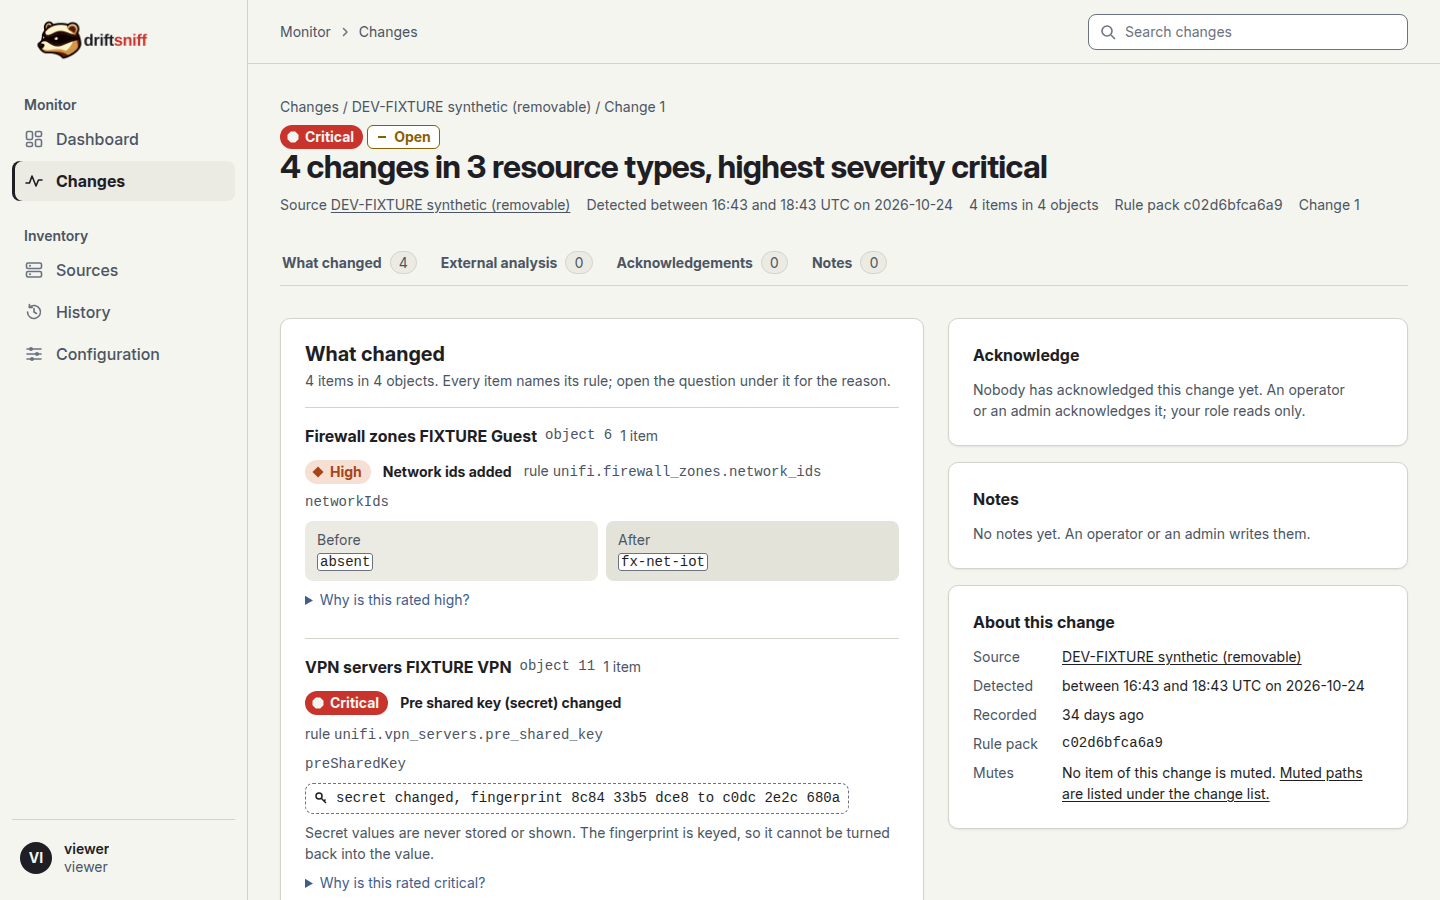 driftsniff
Monitor
Dashboard
Changes
Inventory
Sources
History
Configuration
VI
viewer
viewer
Monitor > Changes
Search changes
Changes / DEV-FIXTURE synthetic (removable) / Change 1
Critical
Open
4 changes in 3 resource types, highest severity critical
Source DEV-FIXTURE synthetic (removable) Detected between 16:43 and 18:43 UTC on 2026-10-24 4 items in 4 objects Rule pack c02d6bfca6a9 Change 1
What changed 4 External analysis 0 Acknowledgements 0 Notes 0
What changed
4 items in 4 objects. Every item names its rule; open the question under it for the reason.
Firewall zones FIXTURE Guest object 6 1 item
High Network ids added rule unifi.firewall_zones.network_ids
networkIds
Before
absent
After
fx-net-iot
Why is this rated high?
VPN servers FIXTURE VPN object 11 1 item
Critical Pre shared key (secret) changed
rule unifi.vpn_servers.pre_shared_key
preSharedKey
secret changed, fingerprint 8c84 33b5 dce8 to c0dc 2e2c 680a
Secret values are never stored or shown. The fingerprint is keyed, so it cannot be turned
back into the value.
Why is this rated critical?
Acknowledge
Nobody has acknowledged this change yet. An operator
or an admin acknowledges it; your role reads only.
Notes
No notes yet. An operator or an admin writes them.
About this change
Source DEV-FIXTURE synthetic (removable)
Detected between 16:43 and 18:43 UTC on 2026-10-24
Recorded 34 days ago
Rule pack c02d6bfca6a9
Mutes No item of this change is muted. Muted paths
are listed under the change list.